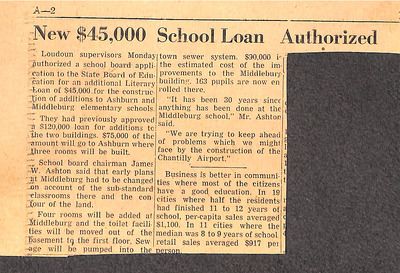 A—2
New $45,000 School Loan Authorized
Loudoun supervisors Monday
authorized a school board appli-
cation to the State Board of Edu-
cation for an additional Literary
Loan of $45,000 for the construc-
tion of additions to Ashburn and
Middleburg elementary schools.
They had previously approved
a $120,000 loan for additions to
the two buildings. $75,000 of the
amount will go to Ashburn where
three rooms will be built.
School board chairman James
W. Ashton said that early plans
at Middleburg had to be changed
on account of the sub-standard
classrooms there and the con-
tour of the land.
Four rooms will be added at
Middleburg and the toilet facili-
ties will be moved out of the
basement to the first floor. Sew-
age will be pumped into the
town sewer system. $90,000 is
the estimated cost of the im-
provements to the Middleburg
building. 163 pupils are now en-
rolled there.
"It has been 30 years since
anything has been done at the
Middleburg school," Mr. Ashton
said.
"We are trying to keep ahead
of problems which we might
face by the construction of the
Chantilly Airport."
Business is better in communi-
ties where most of the citizens
have a good education. In 19
cities where half the residents
had finished 11 to 12 years of
school, per-capita sales averaged
$1,100. In 11 cities where the
median was 8 to 9 years of school
retail sales averaged $917 per
person.